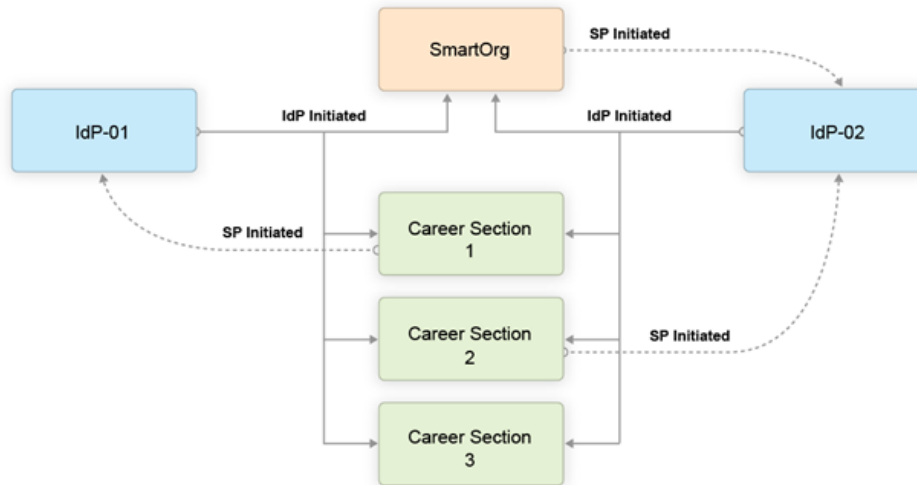 SmartOrg
SP Initiated
IdP-01
IdP Initiated
IdP Initiated
IdP-02
SP Initiated
Career Section
1
Career Section
2
SP Initiated
Career Section
3